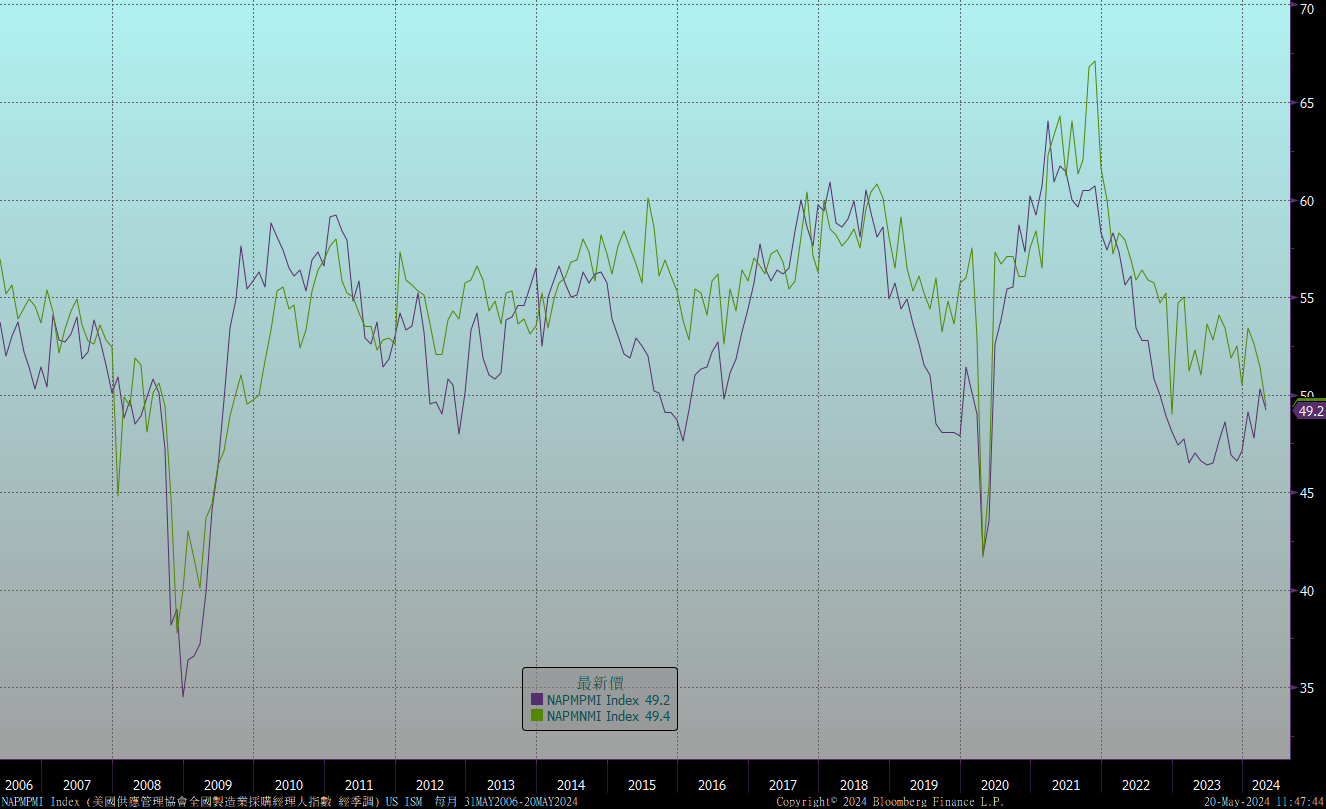 70
65
60
55
50
49.2
45
40
35
最新價
NAPMPMI Index 49.2
NAPMNMI Index 49.4
2006 2007 2008 2009 2010 2011 2012 2013 2014 2015 2016 2017 2018 2019 2020 2021 2022 2023 2024
NAPMPMI Index (美國供應管理協會全國製造業採購經理人指數 經季調) US ISM 每月 31MAY2006-20MAY2024 Copyright© 2024 Bloomberg Finance L.P. 20-May-2024 11:47:44